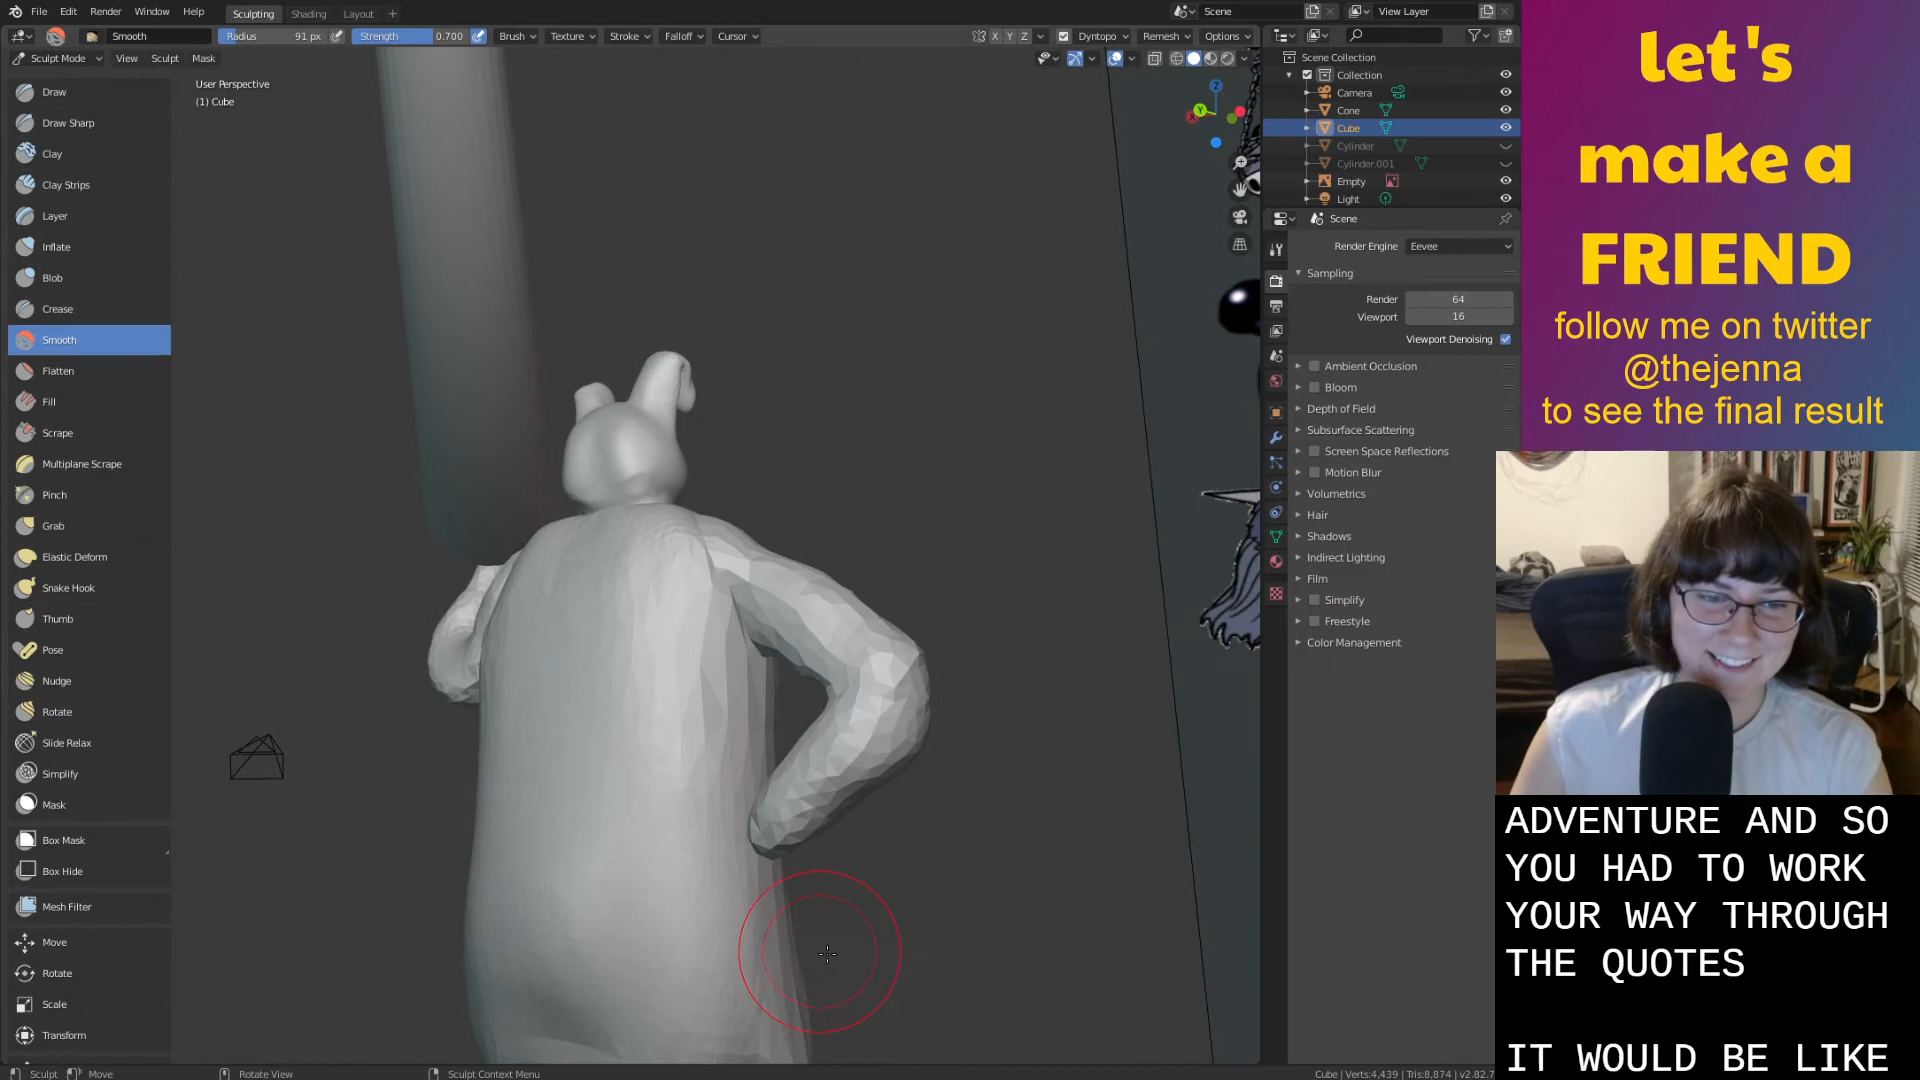 File Edit Render Window Help Sculpting Shading Layout + Scene View Layer
Smooth Radius 91 px Strength 0.700 Brush Texture Stroke Falloff Cursor X Y Z Dyntopo Remesh Options
Sculpt Mode View Sculpt Mask
User Perspective
(1) Cube
Draw
Draw Sharp
Clay
Clay Strips
Layer
Inflate
Blob
Crease
Smooth
Flatten
Fill
Scrape
Multiplane Scrape
Pinch
Grab
Elastic Deform
Snake Hook
Thumb
Pose
Nudge
Rotate
Slide Relax
Simplify
Mask
Box Mask
Box Hide
Mesh Filter
Move
Rotate
Scale
Transform
Z
Y
X
Scene Collection
Collection
Camera
Cone
Cube
Cylinder
Cylinder.001
Empty
Light
Scene
Render Engine Eevee
Sampling
Render 64
Viewport 16
Viewport Denoising
Ambient Occlusion
Bloom
Depth of Field
Subsurface Scattering
Screen Space Reflections
Motion Blur
Volumetrics
Hair
Shadows
Indirect Lighting
Film
Simplify
Freestyle
Color Management
let's
make a
FRIEND
follow me on twitter
@thejenna
to see the final result
ADVENTURE AND SO
YOU HAD TO WORK
YOUR WAY THROUGH
THE QUOTES
IT WOULD BE LIKE
Sculpt Move Rotate View Sculpt Context Menu Cube | Verts:4,439 | Tris:8,874 | v2.82.7